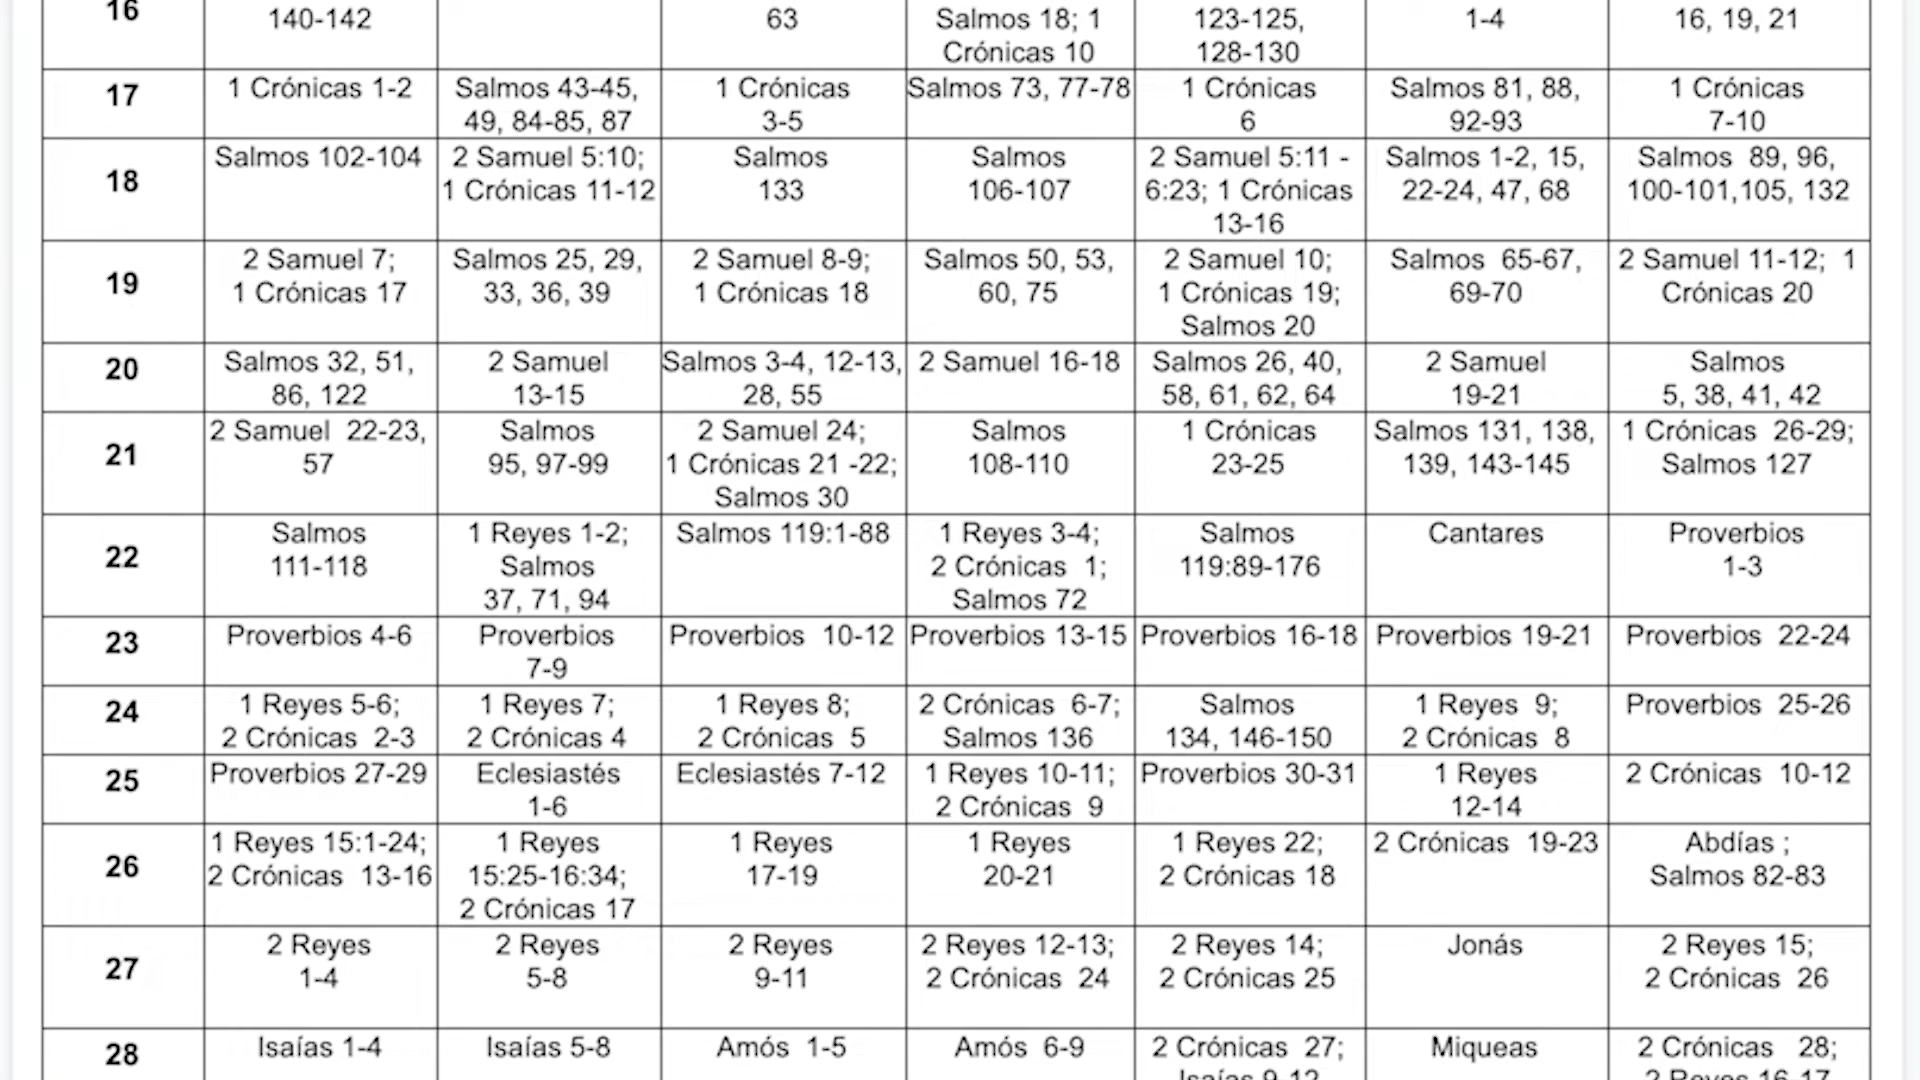 16
140-142
63
Salmos 18; 1
Crónicas 10
123-125,
128-130
1-4
16, 19, 21
17
1 Crónicas 1-2
Salmos 43-45,
49, 84-85, 87
1 Crónicas
3-5
Salmos 73, 77-78
1 Crónicas
6
Salmos 81, 88,
92-93
1 Crónicas
7-10
18
Salmos 102-104
2 Samuel 5:10;
1 Crónicas 11-12
Salmos
133
Salmos
106-107
2 Samuel 5:11 -
6:23; 1 Crónicas
13-16
Salmos 1-2, 15,
22-24, 47, 68
Salmos 89, 96,
100-101,105, 132
19
2 Samuel 7;
1 Crónicas 17
Salmos 25, 29,
33, 36, 39
2 Samuel 8-9;
1 Crónicas 18
Salmos 50, 53,
60, 75
2 Samuel 10;
1 Crónicas 19;
Salmos 20
Salmos 65-67,
69-70
2 Samuel 11-12; 1
Crónicas 20
20
Salmos 32, 51,
86, 122
2 Samuel
13-15
Salmos 3-4, 12-13,
28, 55
2 Samuel 16-18
Salmos 26, 40,
58, 61, 62, 64
2 Samuel
19-21
Salmos
5, 38, 41, 42
21
2 Samuel 22-23,
57
Salmos
95, 97-99
2 Samuel 24;
1 Crónicas 21 -22;
Salmos 30
Salmos
108-110
1 Crónicas
23-25
Salmos 131, 138,
139, 143-145
1 Crónicas 26-29;
Salmos 127
22
Salmos
111-118
1 Reyes 1-2;
Salmos
37, 71, 94
Salmos 119:1-88
1 Reyes 3-4;
2 Crónicas 1;
Salmos 72
Salmos
119:89-176
Cantares
Proverbios
1-3
23
Proverbios 4-6
Proverbios
7-9
Proverbios 10-12
Proverbios 13-15
Proverbios 16-18
Proverbios 19-21
Proverbios 22-24
24
1 Reyes 5-6;
2 Crónicas 2-3
1 Reyes 7;
2 Crónicas 4
1 Reyes 8;
2 Crónicas 5
2 Crónicas 6-7;
Salmos 136
Salmos
134, 146-150
1 Reyes 9;
2 Crónicas 8
Proverbios 25-26
25
Proverbios 27-29
Eclesiastés
1-6
Eclesiastés 7-12
1 Reyes 10-11;
2 Crónicas 9
Proverbios 30-31
1 Reyes
12-14
2 Crónicas 10-12
26
1 Reyes 15:1-24;
2 Crónicas 13-16
1 Reyes
15:25-16:34;
2 Crónicas 17
1 Reyes
17-19
1 Reyes
20-21
1 Reyes 22;
2 Crónicas 18
2 Crónicas 19-23
Abdías ;
Salmos 82-83
27
2 Reyes
1-4
2 Reyes
5-8
2 Reyes
9-11
2 Reyes 12-13;
2 Crónicas 24
2 Reyes 14;
2 Crónicas 25
Jonás
2 Reyes 15;
2 Crónicas 26
28
Isaías 1-4
Isaías 5-8
Amós 1-5
Amós 6-9
2 Crónicas 27;
Isaías 9-12
Miqueas
2 Crónicas 28;
2 Reyes 16-17